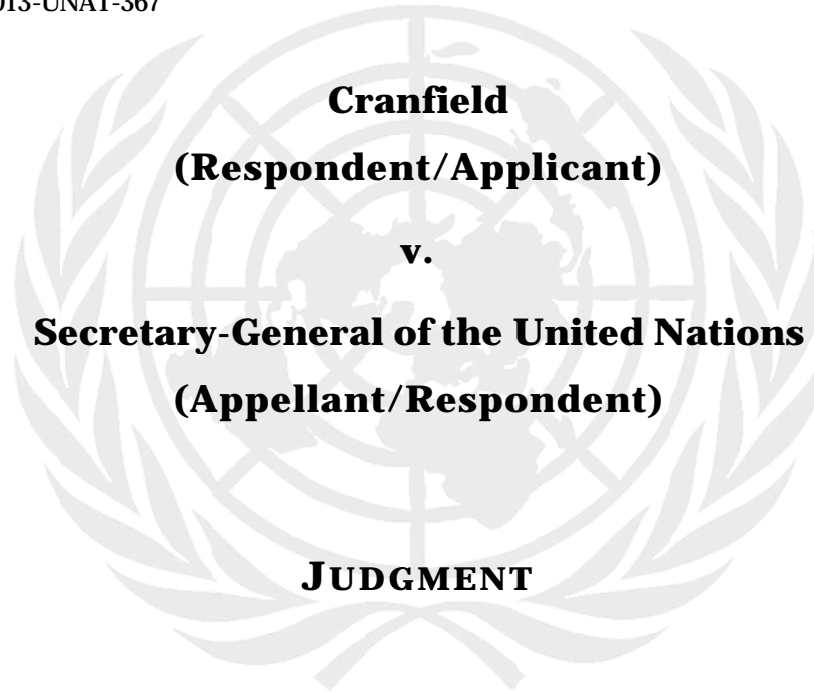 013-UNAT-367
Cranfield
(Respondent/Applicant)
v.
Secretary-General of the United Nations
(Appellant/Respondent)
JUDGMENT